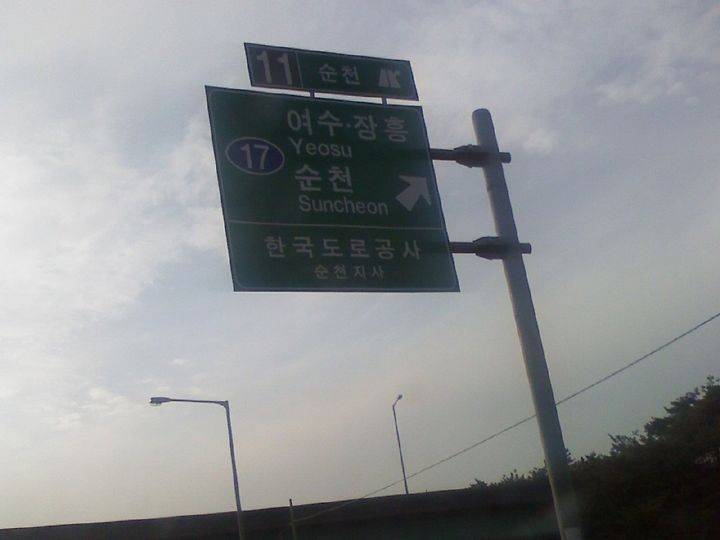 11 순천
여수·장흥
Yeosu
17
순천
Suncheon
한국도로공사
순천지사